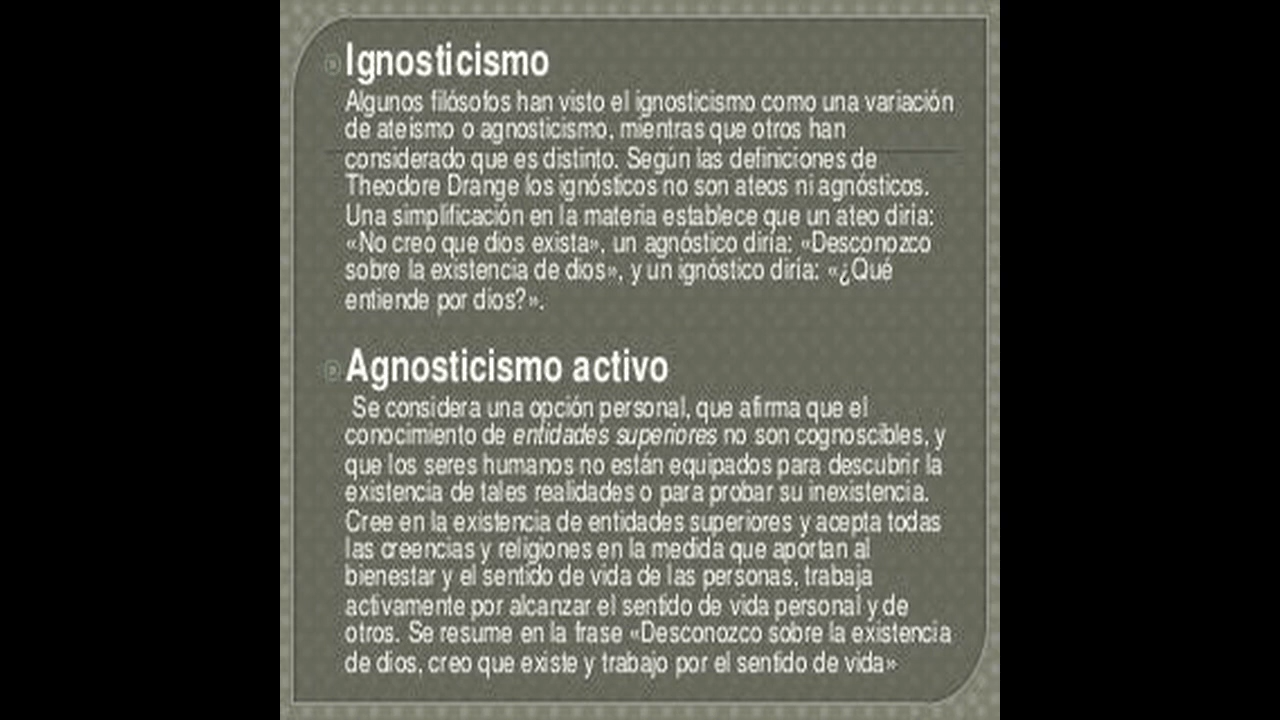 Ignosticismo
Algunos filósofos han visto el ignosticismo como una variación
de ateísmo o agnosticismo, mientras que otros han
considerado que es distinto. Según las definiciones de
Theodore Drange los ignósticos no son ateos ni agnósticos.
Una simplificación en la materia establece que un ateo diría:
«No creo que dios exista», un agnóstico diría: «Desconozco
sobre la existencia de dios», y un ignóstico diría: «¿Qué
entiende por dios?».
Agnosticismo activo
Se considera una opción personal, que afirma que el
conocimiento de entidades superiores no son cognoscibles, y
que los seres humanos no están equipados para descubrir la
existencia de tales realidades o para probar su inexistencia.
Cree en la existencia de entidades superiores y acepta todas
las creencias y religiones en la medida que aportan al
bienestar y el sentido de vida de las personas, trabaja
activamente por alcanzar el sentido de vida personal y de
otros. Se resume en la frase «Desconozco sobre la existencia
de dios, creo que existe y trabajo por el sentido de vida»